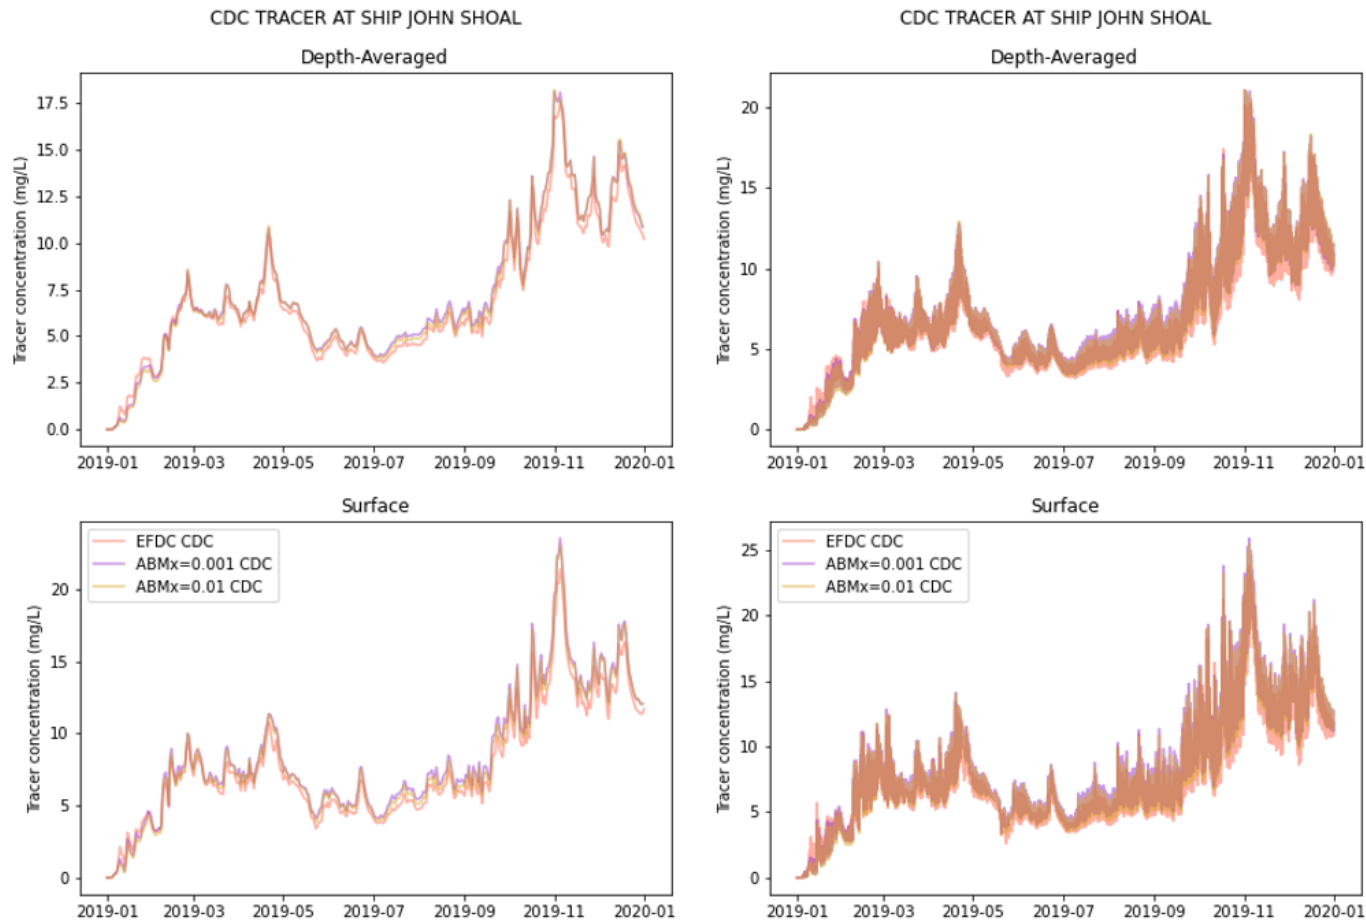 CDC TRACER AT SHIP JOHN SHOAL
Depth-Averaged
Tracer concentration (mg/L)
17.5
15.0
12.5
10.0
7.5
5.0
2.5
0.0
2019-01 2019-03 2019-05 2019-07 2019-09 2019-11 2020-01
CDC TRACER AT SHIP JOHN SHOAL
Depth-Averaged
Tracer concentration (mg/L)
20
15
10
5
0
2019-01 2019-03 2019-05 2019-07 2019-09 2019-11 2020-01
Surface
EFDC CDC
ABMx=0.001 CDC
ABMx=0.01 CDC
Tracer concentration (mg/L)
20
15
10
5
0
2019-01 2019-03 2019-05 2019-07 2019-09 2019-11 2020-01
Surface
EFDC CDC
ABMx=0.001 CDC
ABMx=0.01 CDC
Tracer concentration (mg/L)
25
20
15
10
5
0
2019-01 2019-03 2019-05 2019-07 2019-09 2019-11 2020-01